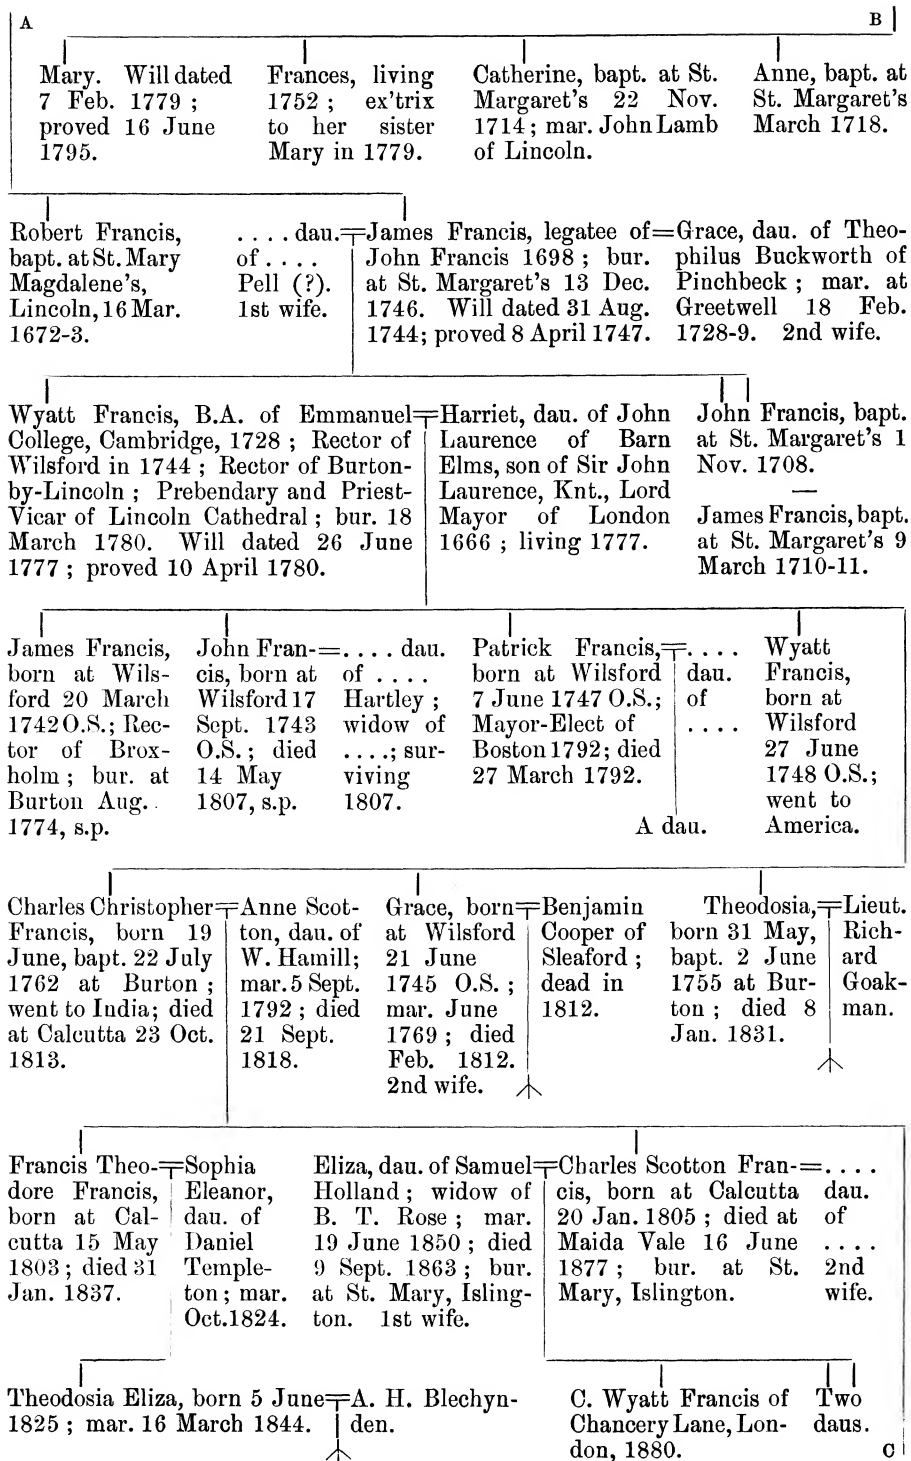 A
B
Mary. Will dated
7 Feb. 1779 ;
proved 16 June
1795.
Frances, living
1752 ; ex'trix
to her sister
Mary in 1779.
Catherine, bapt. at St.
Margaret's 22 Nov.
1714 ; mar. John Lamb
of Lincoln.
Anne, bapt. at
St. Margaret's
March 1718.
Robert Francis,
bapt. at St. Mary
Magdalene's,
Lincoln, 16 Mar.
1672-3.
. . . . dau.
of . . . .
Pell (?).
1st wife.
James Francis, legatee of
John Francis 1698 ; bur.
at St. Margaret's 13 Dec.
1746. Will dated 31 Aug.
1744; proved 8 April 1747.
=Grace, dau. of Theo-
philus Buckworth of
Pinchbeck ; mar. at
Greetwell 18 Feb.
1728-9. 2nd wife.
Wyatt Francis, B.A. of Emmanuel
College, Cambridge, 1728 ; Rector of
Wilsford in 1744 ; Rector of Burton-
by-Lincoln ; Prebendary and Priest-
Vicar of Lincoln Cathedral ; bur. 18
March 1780. Will dated 26 June
1777 ; proved 10 April 1780.
Harriet, dau. of John
Laurence of Barn
Elms, son of Sir John
Laurence, Knt., Lord
Mayor of London
1666 ; living 1777.
John Francis, bapt.
at St. Margaret's 1
Nov. 1708.
—
James Francis, bapt.
at St. Margaret's 9
March 1710-11.
James Francis,
born at Wils-
ford 20 March
1742 O.S.; Rec-
tor of Brox-
holm ; bur. at
Burton Aug.
1774, s.p.
John Fran-
cis, born at
Wilsford 17
Sept. 1743
O.S. ; died
14 May
1807, s.p.
=. . . . dau.
of . . . .
Hartley ;
widow of
. . . .; sur-
viving
1807.
Patrick Francis,
born at Wilsford
7 June 1747 O.S.;
Mayor-Elect of
Boston 1792; died
27 March 1792.
. . . .
dau.
of
. . . .
A dau.
Wyatt
Francis,
born at
Wilsford
27 June
1748 O.S.;
went to
America.
Charles Christopher
Francis, born 19
June, bapt. 22 July
1762 at Burton ;
went to India; died
at Calcutta 23 Oct.
1813.
Anne Scot-
ton, dau. of
W. Hamill;
mar. 5 Sept.
1792 ; died
21 Sept.
1818.
Grace, born
at Wilsford
21 June
1745 O.S. ;
mar. June
1769 ; died
Feb. 1812.
2nd wife.
Benjamin
Cooper of
Sleaford ;
dead in
1812.
Theodosia,
born 31 May,
bapt. 2 June
1755 at Bur-
ton ; died 8
Jan. 1831.
Lieut.
Rich-
ard
Goak-
man.
Francis Theo-
dore Francis,
born at Cal-
cutta 15 May
1803 ; died 31
Jan. 1837.
Sophia
Eleanor,
dau. of
Daniel
Temple-
ton ; mar.
Oct. 1824.
Eliza, dau. of Samuel
Holland ; widow of
B. T. Rose ; mar.
19 June 1850 ; died
9 Sept. 1863 ; bur.
at St. Mary, Isling-
ton. 1st wife.
Charles Scotton Fran-
cis, born at Calcutta
20 Jan. 1805 ; died at
Maida Vale 16 June
1877 ; bur. at St.
Mary, Islington.
=. . . .
dau.
of
. . . .
2nd
wife.
Theodosia Eliza, born 5 June
1825 ; mar. 16 March 1844.
A. H. Blechyn-
den.
C. Wyatt Francis of
Chancery Lane, Lon-
don, 1880.
Two
daus.
C